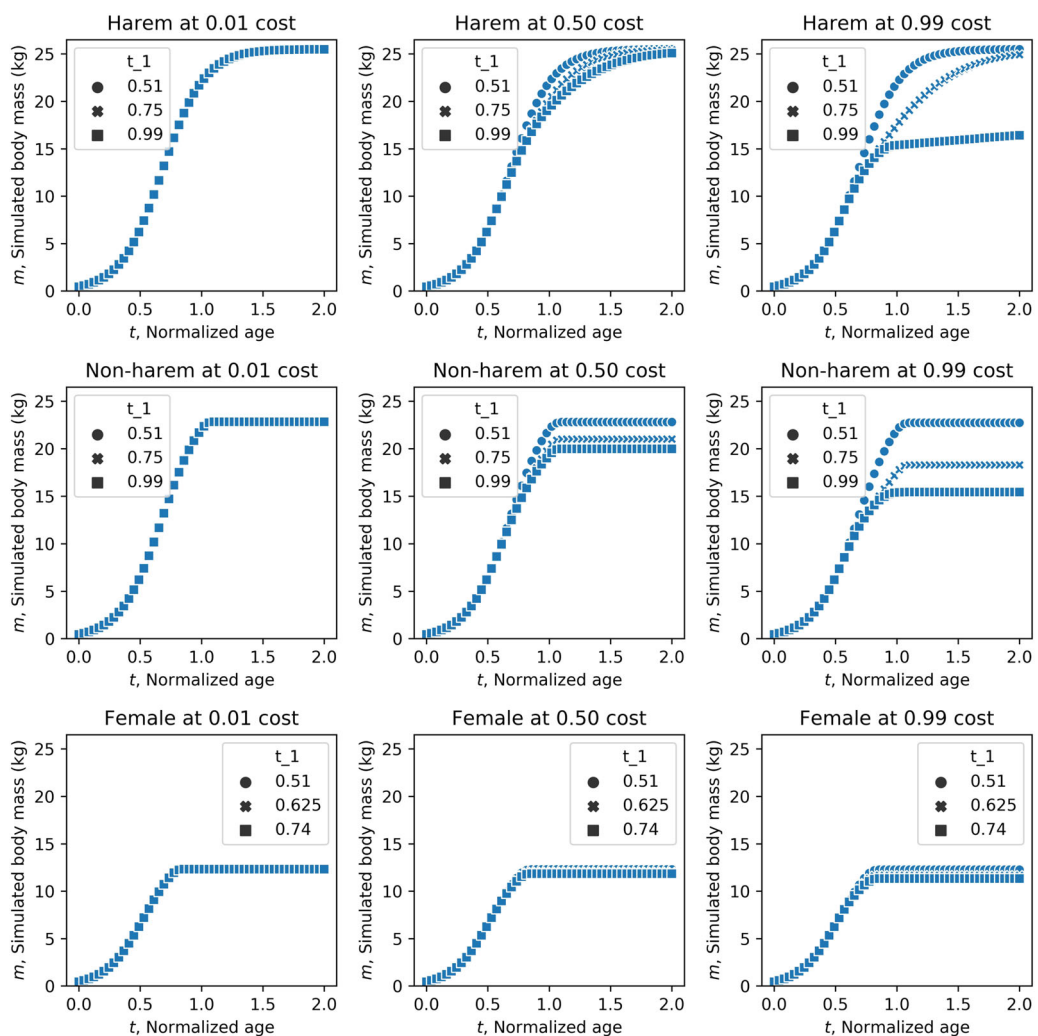 Harem at 0.01 cost
m, Simulated body mass (kg)
25
20
15
10
5
0
t_1
0.51
0.75
0.99
0.0 0.5 1.0 1.5 2.0
t, Normalized age
Harem at 0.50 cost
m, Simulated body mass (kg)
25
20
15
10
5
0
t_1
0.51
0.75
0.99
0.0 0.5 1.0 1.5 2.0
t, Normalized age
Harem at 0.99 cost
m, Simulated body mass (kg)
25
20
15
10
5
0
t_1
0.51
0.75
0.99
0.0 0.5 1.0 1.5 2.0
t, Normalized age
Non-harem at 0.01 cost
m, Simulated body mass (kg)
25
20
15
10
5
0
t_1
0.51
0.75
0.99
0.0 0.5 1.0 1.5 2.0
t, Normalized age
Non-harem at 0.50 cost
m, Simulated body mass (kg)
25
20
15
10
5
0
t_1
0.51
0.75
0.99
0.0 0.5 1.0 1.5 2.0
t, Normalized age
Non-harem at 0.99 cost
m, Simulated body mass (kg)
25
20
15
10
5
0
t_1
0.51
0.75
0.99
0.0 0.5 1.0 1.5 2.0
t, Normalized age
Female at 0.01 cost
m, Simulated body mass (kg)
25
20
15
10
5
0
t_1
0.51
0.625
0.74
0.0 0.5 1.0 1.5 2.0
t, Normalized age
Female at 0.50 cost
m, Simulated body mass (kg)
25
20
15
10
5
0
t_1
0.51
0.625
0.74
0.0 0.5 1.0 1.5 2.0
t, Normalized age
Female at 0.99 cost
m, Simulated body mass (kg)
25
20
15
10
5
0
t_1
0.51
0.625
0.74
0.0 0.5 1.0 1.5 2.0
t, Normalized age